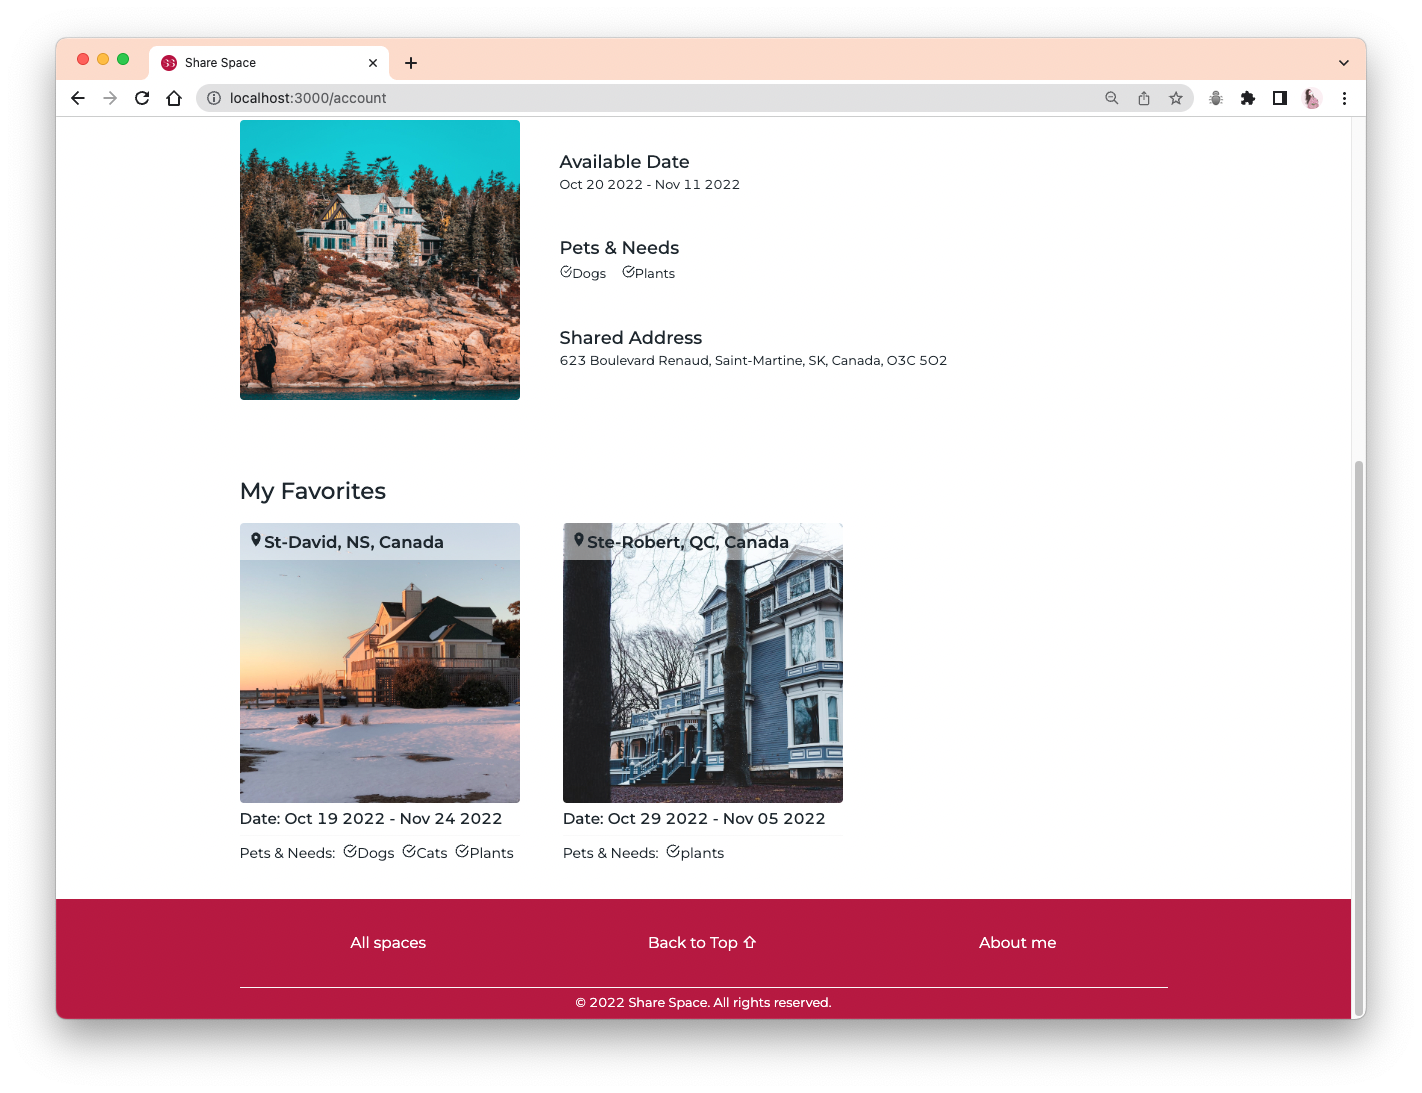 Share Space
localhost:3000/account
Available Date
Oct 20 2022 - Nov 11 2022
Pets & Needs
Dogs Plants
Shared Address
623 Boulevard Renaud, Saint-Martine, SK, Canada, O3C 5O2
My Favorites
St-David, NS, Canada
Ste-Robert, QC, Canada
Date: Oct 19 2022 - Nov 24 2022
Date: Oct 29 2022 - Nov 05 2022
Pets & Needs: Dogs Cats Plants
Pets & Needs: plants
All spaces
Back to Top
About me
© 2022 Share Space. All rights reserved.